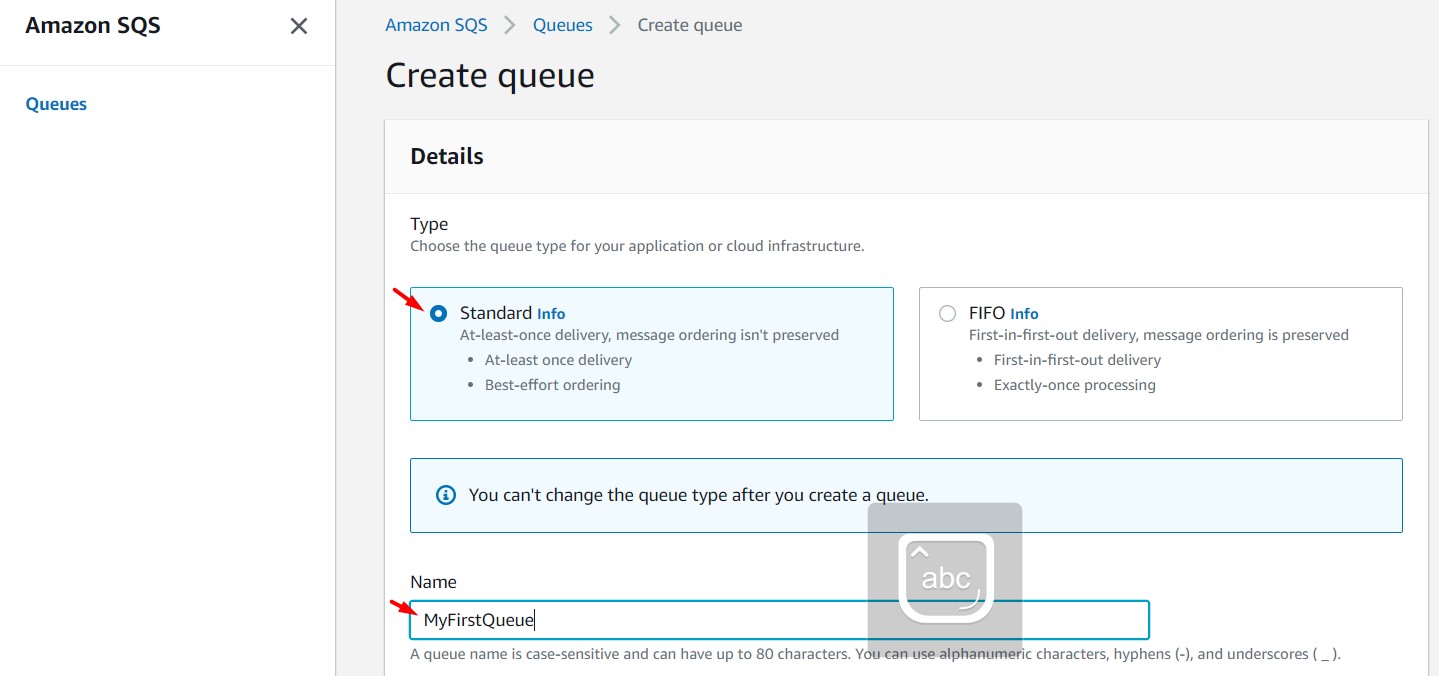 Amazon SQS
Queues
Amazon SQS > Queues > Create queue
Create queue
Details
Type
Choose the queue type for your application or cloud infrastructure.
Standard Info
At-least-once delivery, message ordering isn't preserved
• At-least once delivery
• Best-effort ordering
FIFO Info
First-in-first-out delivery, message ordering is preserved
• First-in-first-out delivery
• Exactly-once processing
You can't change the queue type after you create a queue.
abc
Name
MyFirstQueue
A queue name is case-sensitive and can have up to 80 characters. You can use alphanumeric characters, hyphens (-), and underscores ( _ ).